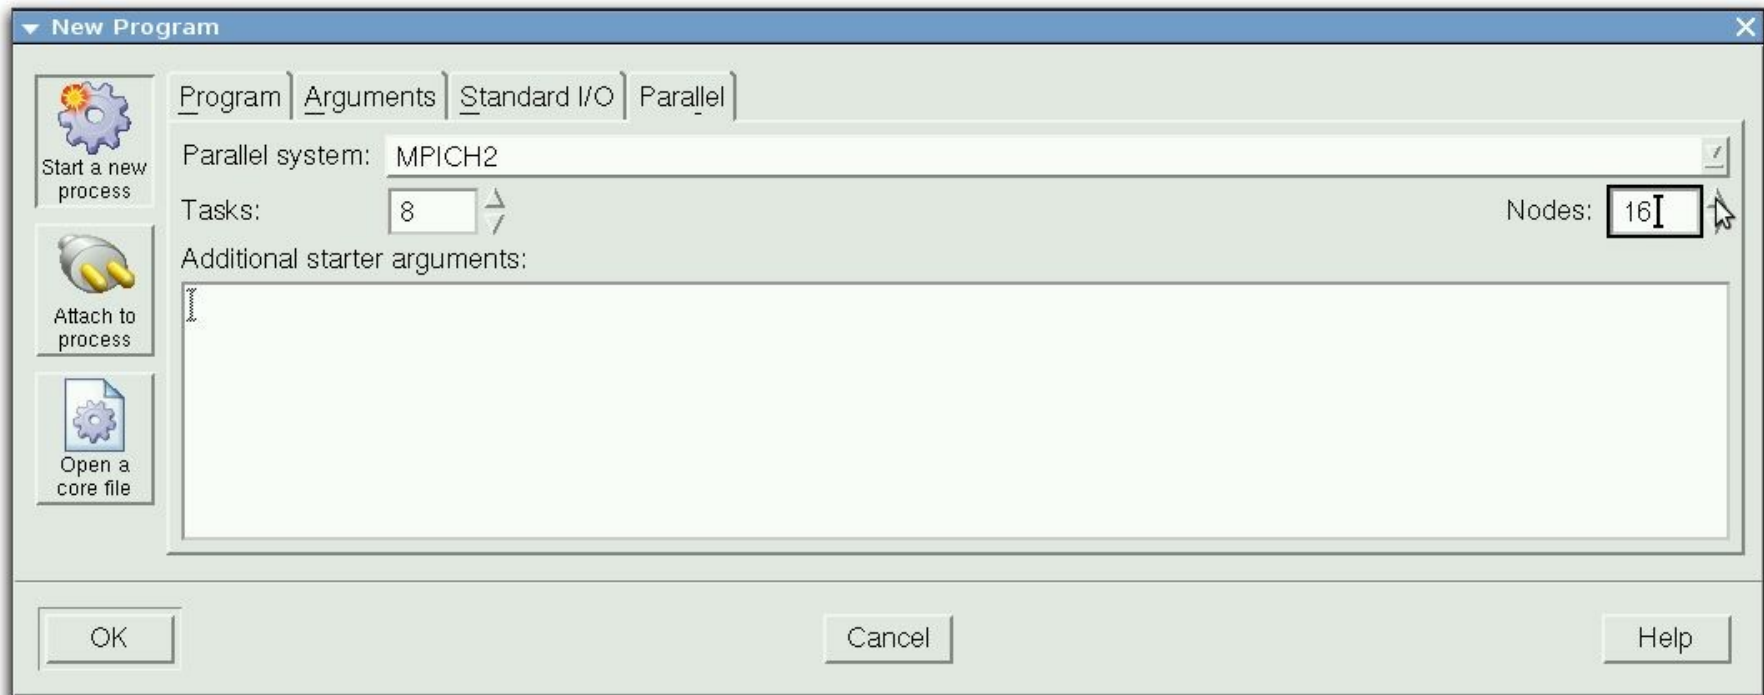 New Program
Program Arguments Standard I/O Parallel
Start a new
process
Parallel system: MPICH2
Tasks: 8 Nodes: 16
Additional starter arguments:
Attach to
process
Open a
core file
OK Cancel Help